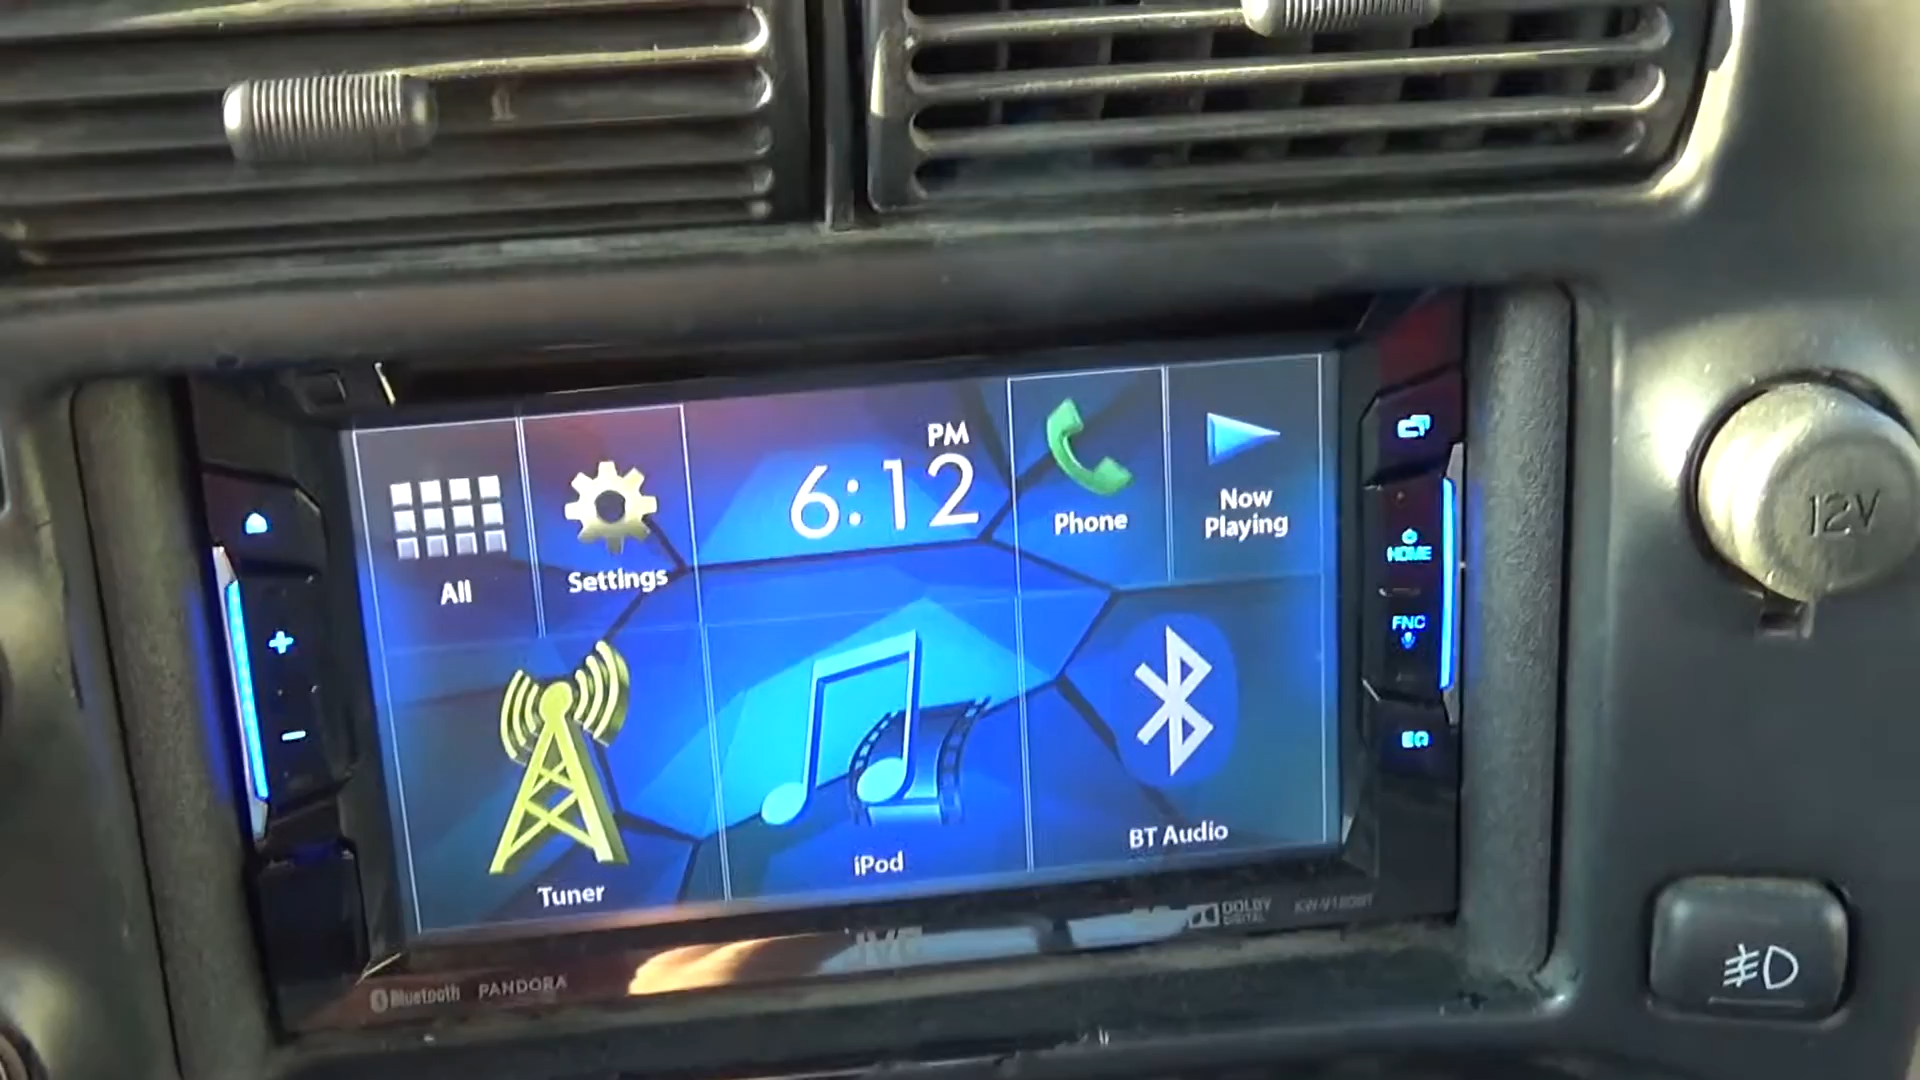 PM
6:12
All
Settings
Phone
Now
Playing
HOME
FNC
Tuner
iPod
BT Audio
EQ
12V
JVC
DOLBY
DIGITAL
Bluetooth
PANDORA